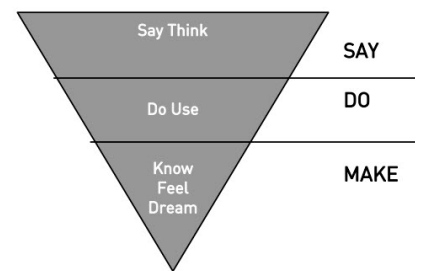 Say Think
SAY
Do Use
DO
Know
Feel
Dream
MAKE